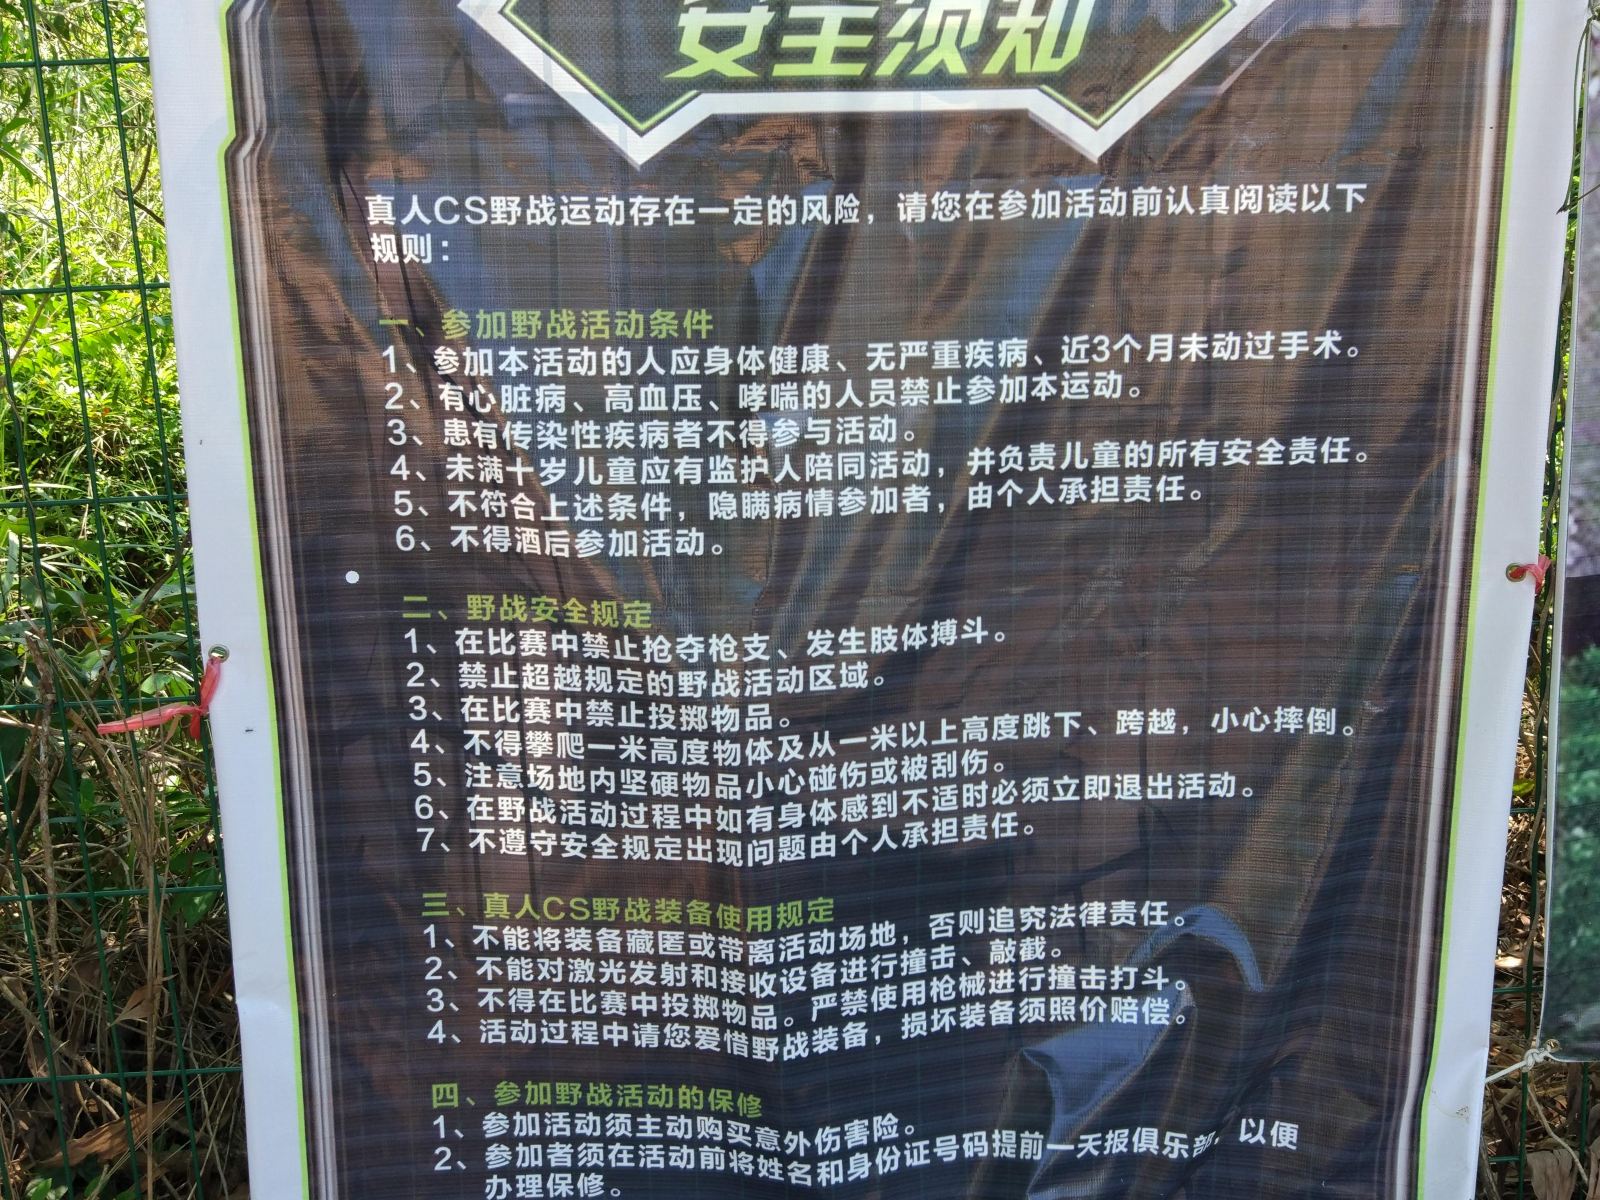 安全须知
真人CS野战运动存在一定的风险，请您在参加活动前认真阅读以下
规则：
一、参加野战活动条件
1、参加本活动的人应身体健康、无严重疾病、近3个月未动过手术。
2、有心脏病、高血压、哮喘的人员禁止参加本运动。
3、患有传染性疾病者不得参与活动。
4、未满十岁儿童应有监护人陪同活动，并负责儿童的所有安全责任。
5、不符合上述条件，隐瞒病情参加者，由个人承担责任。
6、不得酒后参加活动。
二、野战安全规定
1、在比赛中禁止抢夺枪支、发生肢体搏斗。
2、禁止超越规定的野战活动区域。
3、在比赛中禁止投掷物品。
4、不得攀爬一米高度物体及从一米以上高度跳下、跨越，小心摔倒。
5、注意场地内坚硬物品小心碰伤或被刮伤。
6、在野战活动过程中如有身体感到不适时必须立即退出活动。
7、不遵守安全规定出现问题由个人承担责任。
三、真人CS野战装备使用规定
1、不能将装备藏匿或带离活动场地，否则追究法律责任。
2、不能对激光发射和接收设备进行撞击、敲截。
3、不得在比赛中投掷物品。严禁使用枪械进行撞击打斗。
4、活动过程中请您爱惜野战装备，损坏装备须照价赔偿。
四、参加野战活动的保修
1、参加活动须主动购买意外伤害险。
2、参加者须在活动前将姓名和身份证号码提前一天报俱乐部，以便
办理保修。